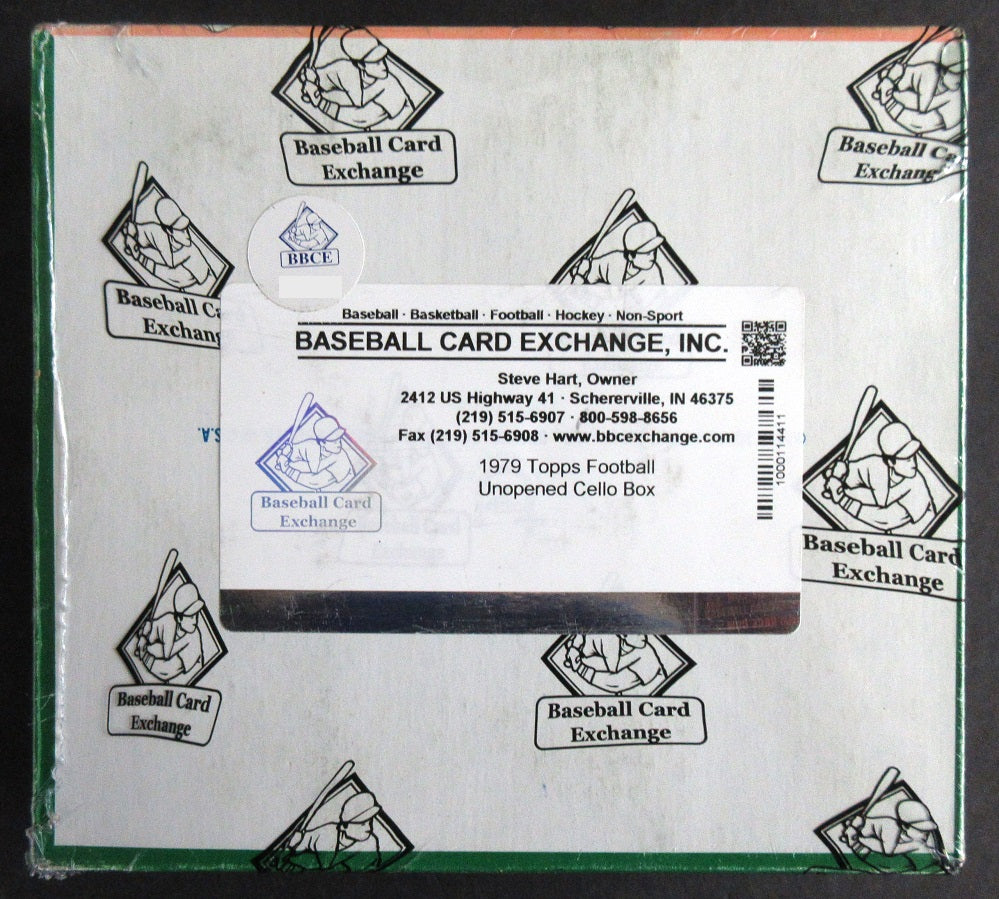 Baseball Card
Exchange
Baseball
Baseball
Exchange
BBCE
Baseball · Basketball · Football · Hockey · Non-Sport
BASEBALL CARD EXCHANGE, INC.
Steve Hart, Owner
2412 US Highway 41 · Schererville, IN 46375
(219) 515-6907 · 800-598-8656
Fax (219) 515-6908 · www.bbcexchange.com
1979 Topps Football
Unopened Cello Box
1000114411
Baseball Card
Exchange
Baseball Card
Exchange
Baseball Card
Exchange
Baseball Card
Exchange